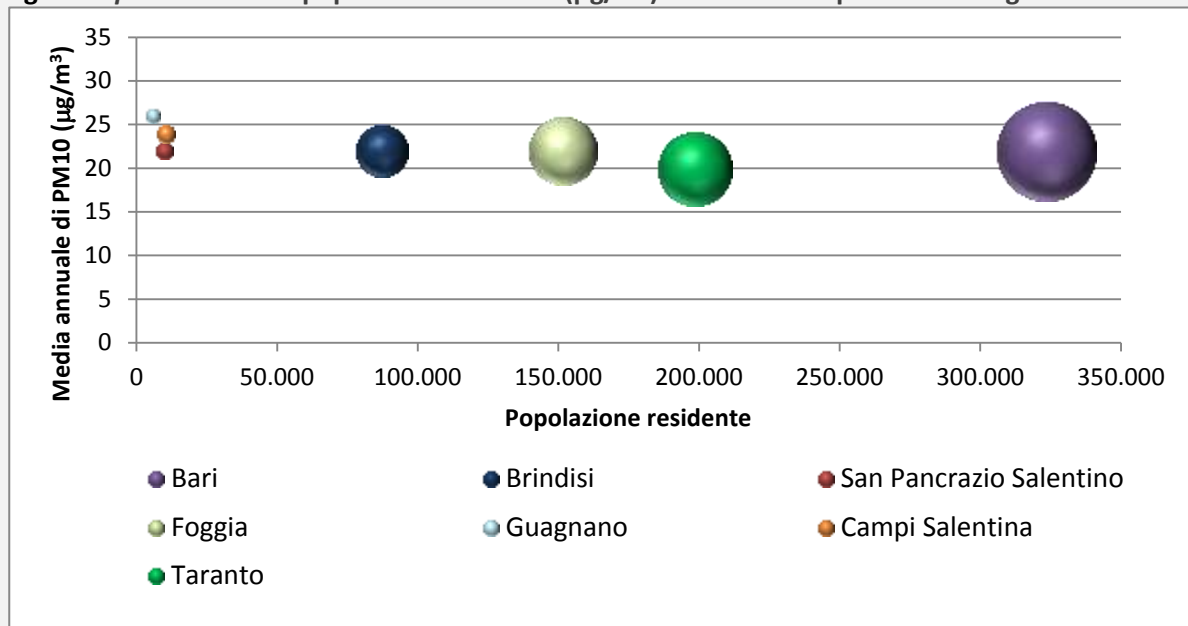 Media annuale di PM10 (µg/m³)
35
30
25
20
15
10
5
0
0 50.000 100.000 150.000 200.000 250.000 300.000 350.000
Popolazione residente
Bari Brindisi San Pancrazio Salentino
Foggia Guagnano Campi Salentina
Taranto